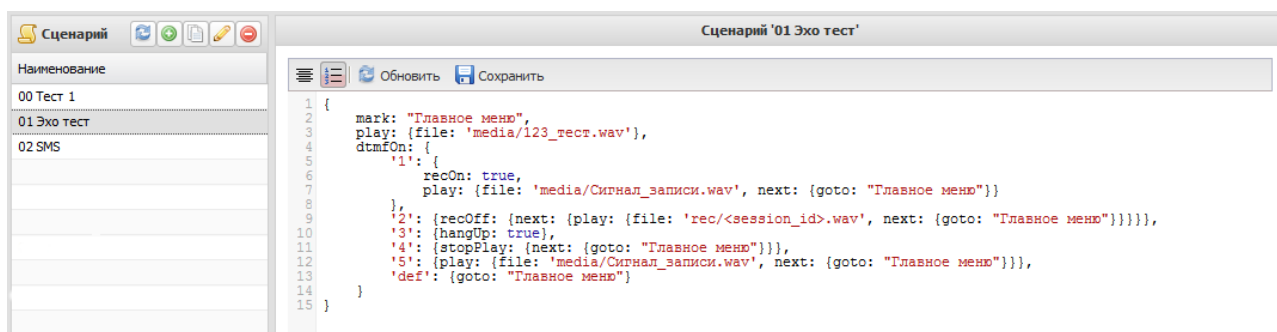 Сценарий
Сценарий '01 Эхо тест'
Наименование
00 Тест 1
01 Эхо тест
02 SMS
Обновить Сохранить
1 {
2 mark: "Главное меню",
3 play: {file: 'media/123_тест.wav'},
4 dtmfOn: {
5 '1': {
6 recOn: true,
7 play: {file: 'media/Сигнал_записи.wav', next: {goto: "Главное меню"}}
8 },
9 '2': {recOff: {next: {play: {file: 'rec/<session_id>.wav', next: {goto: "Главное меню"}}}}},
10 '3': {hangUp: true},
11 '4': {stopPlay: {next: {goto: "Главное меню"}}},
12 '5': {play: {file: 'media/Сигнал_записи.wav', next: {goto: "Главное меню"}}},
13 'def': {goto: "Главное меню"}
14 }
15 }